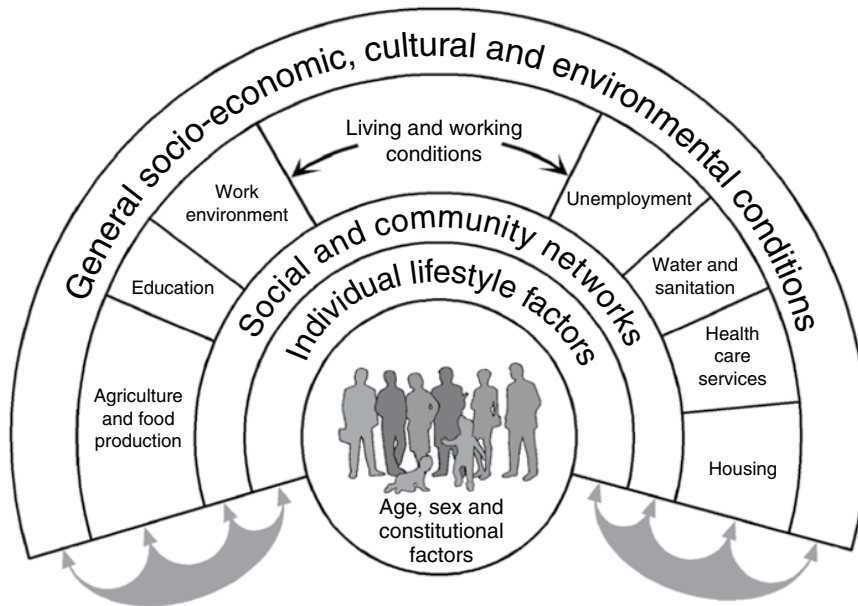 General socio-economic, cultural and environmental conditions
Living and working
conditions
Work
environment
Unemployment
Education
Water and
sanitation
Agriculture
and food
production
Health
care
services
Housing
Social and community networks
Individual lifestyle factors
Age, sex and
constitutional
factors